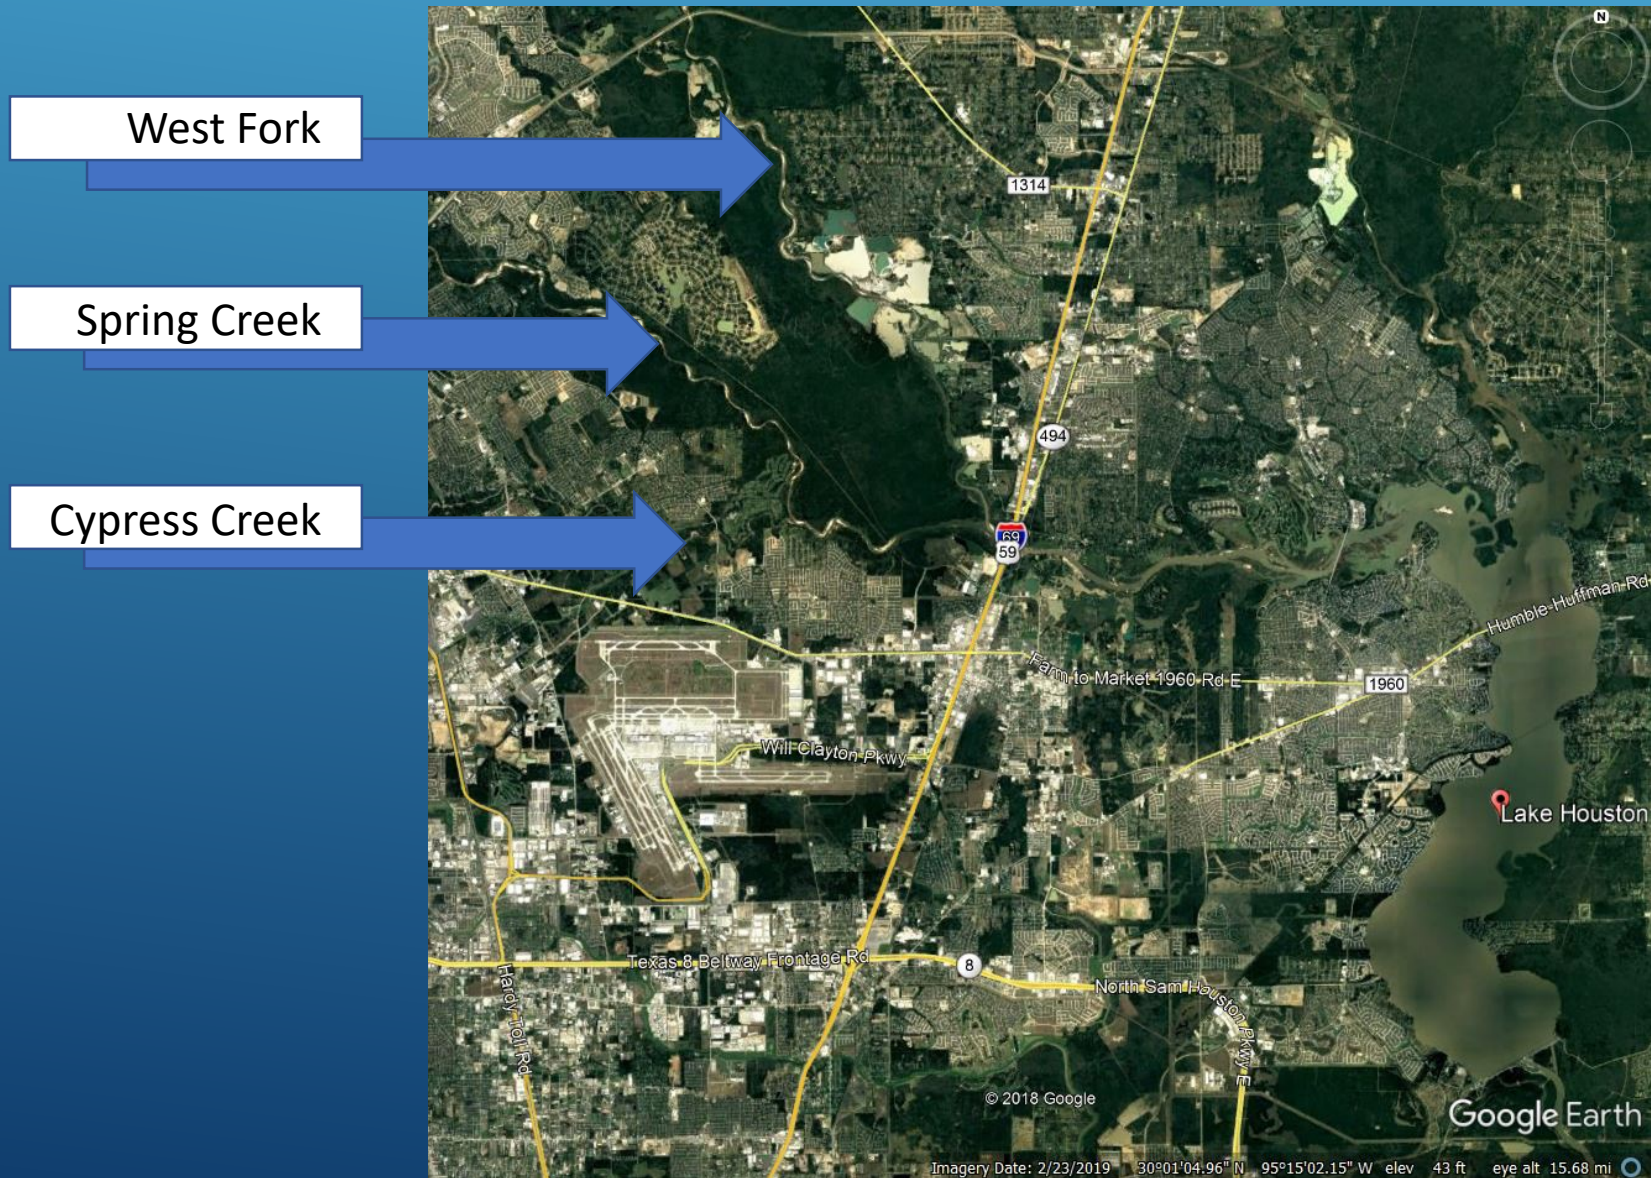 N
West Fork
1314
Spring Creek
494
Cypress Creek
69
59
Humble-Huffman Rd
Farm to Market 1960 Rd E
1960
Will Clayton Pkwy
Lake Houston
Texas 8 Beltway Frontage Rd
8
North Sam Houston Pkwy E
Hardy Toll Rd
© 2018 Google
Google Earth
Imagery Date: 2/23/2019 30°01'04.96" N 95°15'02.15" W elev 43 ft eye alt 15.68 mi